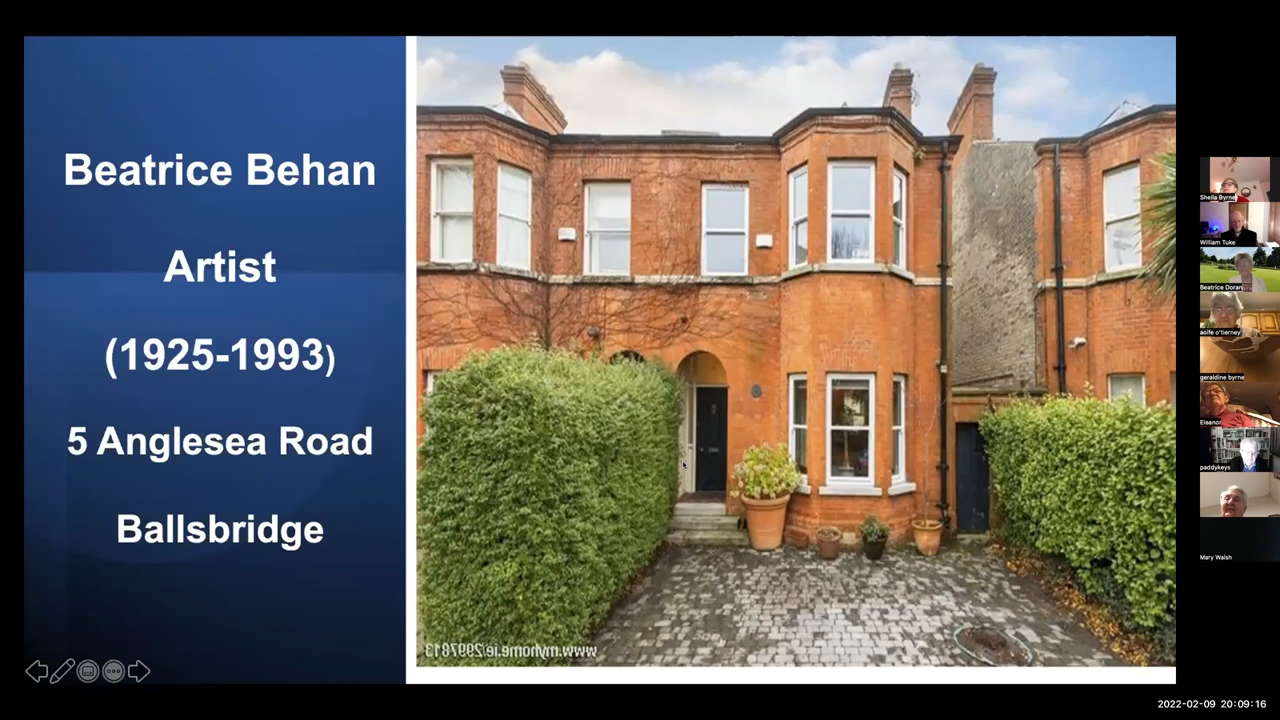 Beatrice Behan
Artist
(1925-1993)
5 Anglesea Road
Ballsbridge
www.myhome.ie/2997813
Sheila Byrne
William Tuke
Beatrice Doran
aoife o'tierney
geraldine byrne
Eleanor
paddykeys
Mary Walsh
2022-02-09 20:09:16